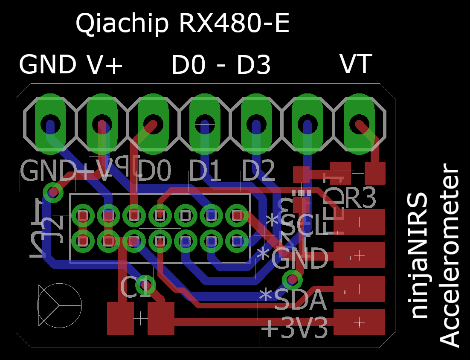 Qiachip RX480-E
GND V+ D0 - D3 VT
GND+V D0 D1 D2
R3
J2
*SCL
*GND
C1
*SDA
+3V3
ninjaNIRS
Accelerometer